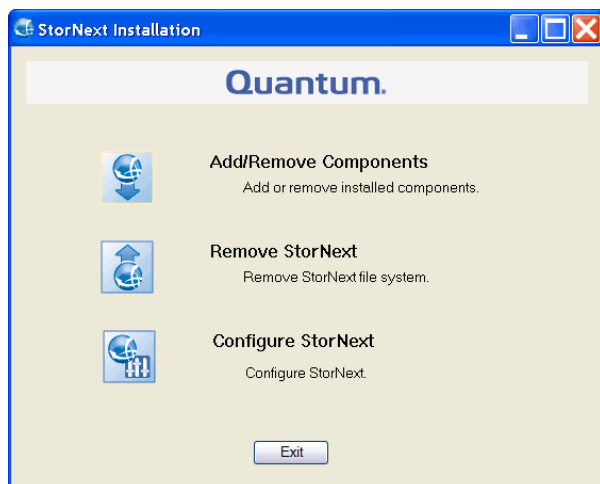 StorNext Installation
Quantum.
Add/Remove Components
Add or remove installed components.
Remove StorNext
Remove StorNext file system.
Configure StorNext
Configure StorNext.
Exit